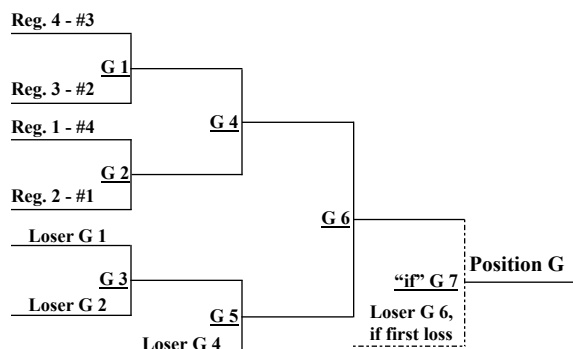 Reg. 4 - #3
G 1
Reg. 3 - #2
G 4
Reg. 1 - #4
G 2
Reg. 2 - #1
G 6
Loser G 1
G 3
Loser G 2
G 5
Loser G 4
“if” G 7
Position G
Loser G 6,
if first loss